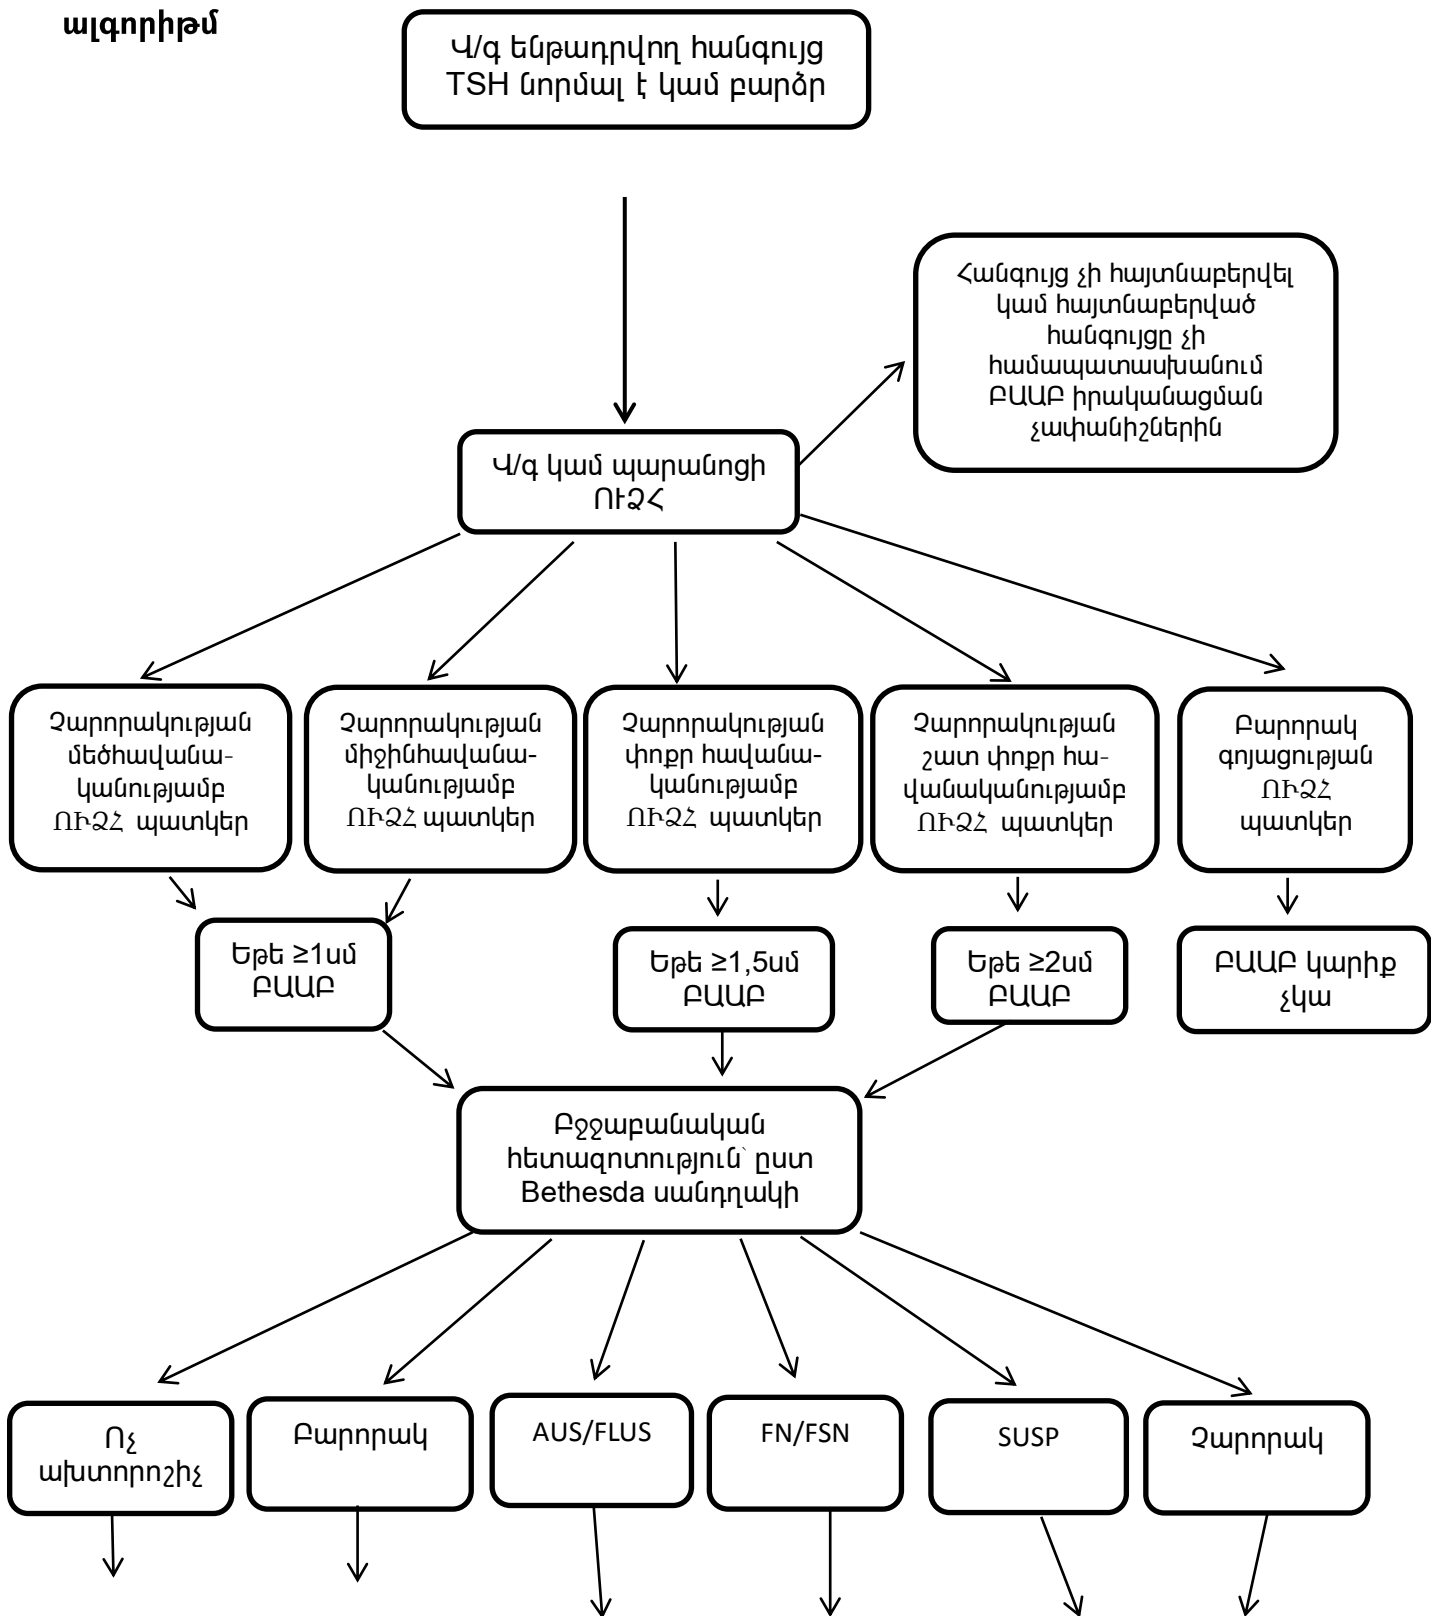 ալգորիթմ
Վ/գ ենթադրվող հանգույց
TSH նորմալ է կամ բարձր
Հանգույց չի հայտնաբերվել
կամ հայտնաբերված
հանգույցը չի
համապատասխանում
ԲԱԱԲ իրականացման
չափանիշներին
Վ/գ կամ պարանոցի
ՈՒՁՀ
Չարորակության
մեծհավանա-
կանությամբ
ՈՒՁՀ պատկեր
Չարորակության
միջինհավանա-
կանությամբ
ՈՒՁՀ պատկեր
Չարորակության
փոքր հավանա-
կանությամբ
ՈՒՁՀ պատկեր
Չարորակության
շատ փոքր հա-
վանականությամբ
ՈՒՁՀ պատկեր
Բարորակ
գոյացության
ՈՒՁՀ
պատկեր
Եթե ≥1սմ
ԲԱԱԲ
Եթե ≥1,5սմ
ԲԱԱԲ
Եթե ≥2սմ
ԲԱԱԲ
ԲԱԱԲ կարիք
չկա
Բջջաբանական
հետազոտություն՝ ըստ
Bethesda սանդղակի
Ոչ
ախտորոշիչ
Բարորակ
AUS/FLUS
FN/FSN
SUSP
Չարորակ